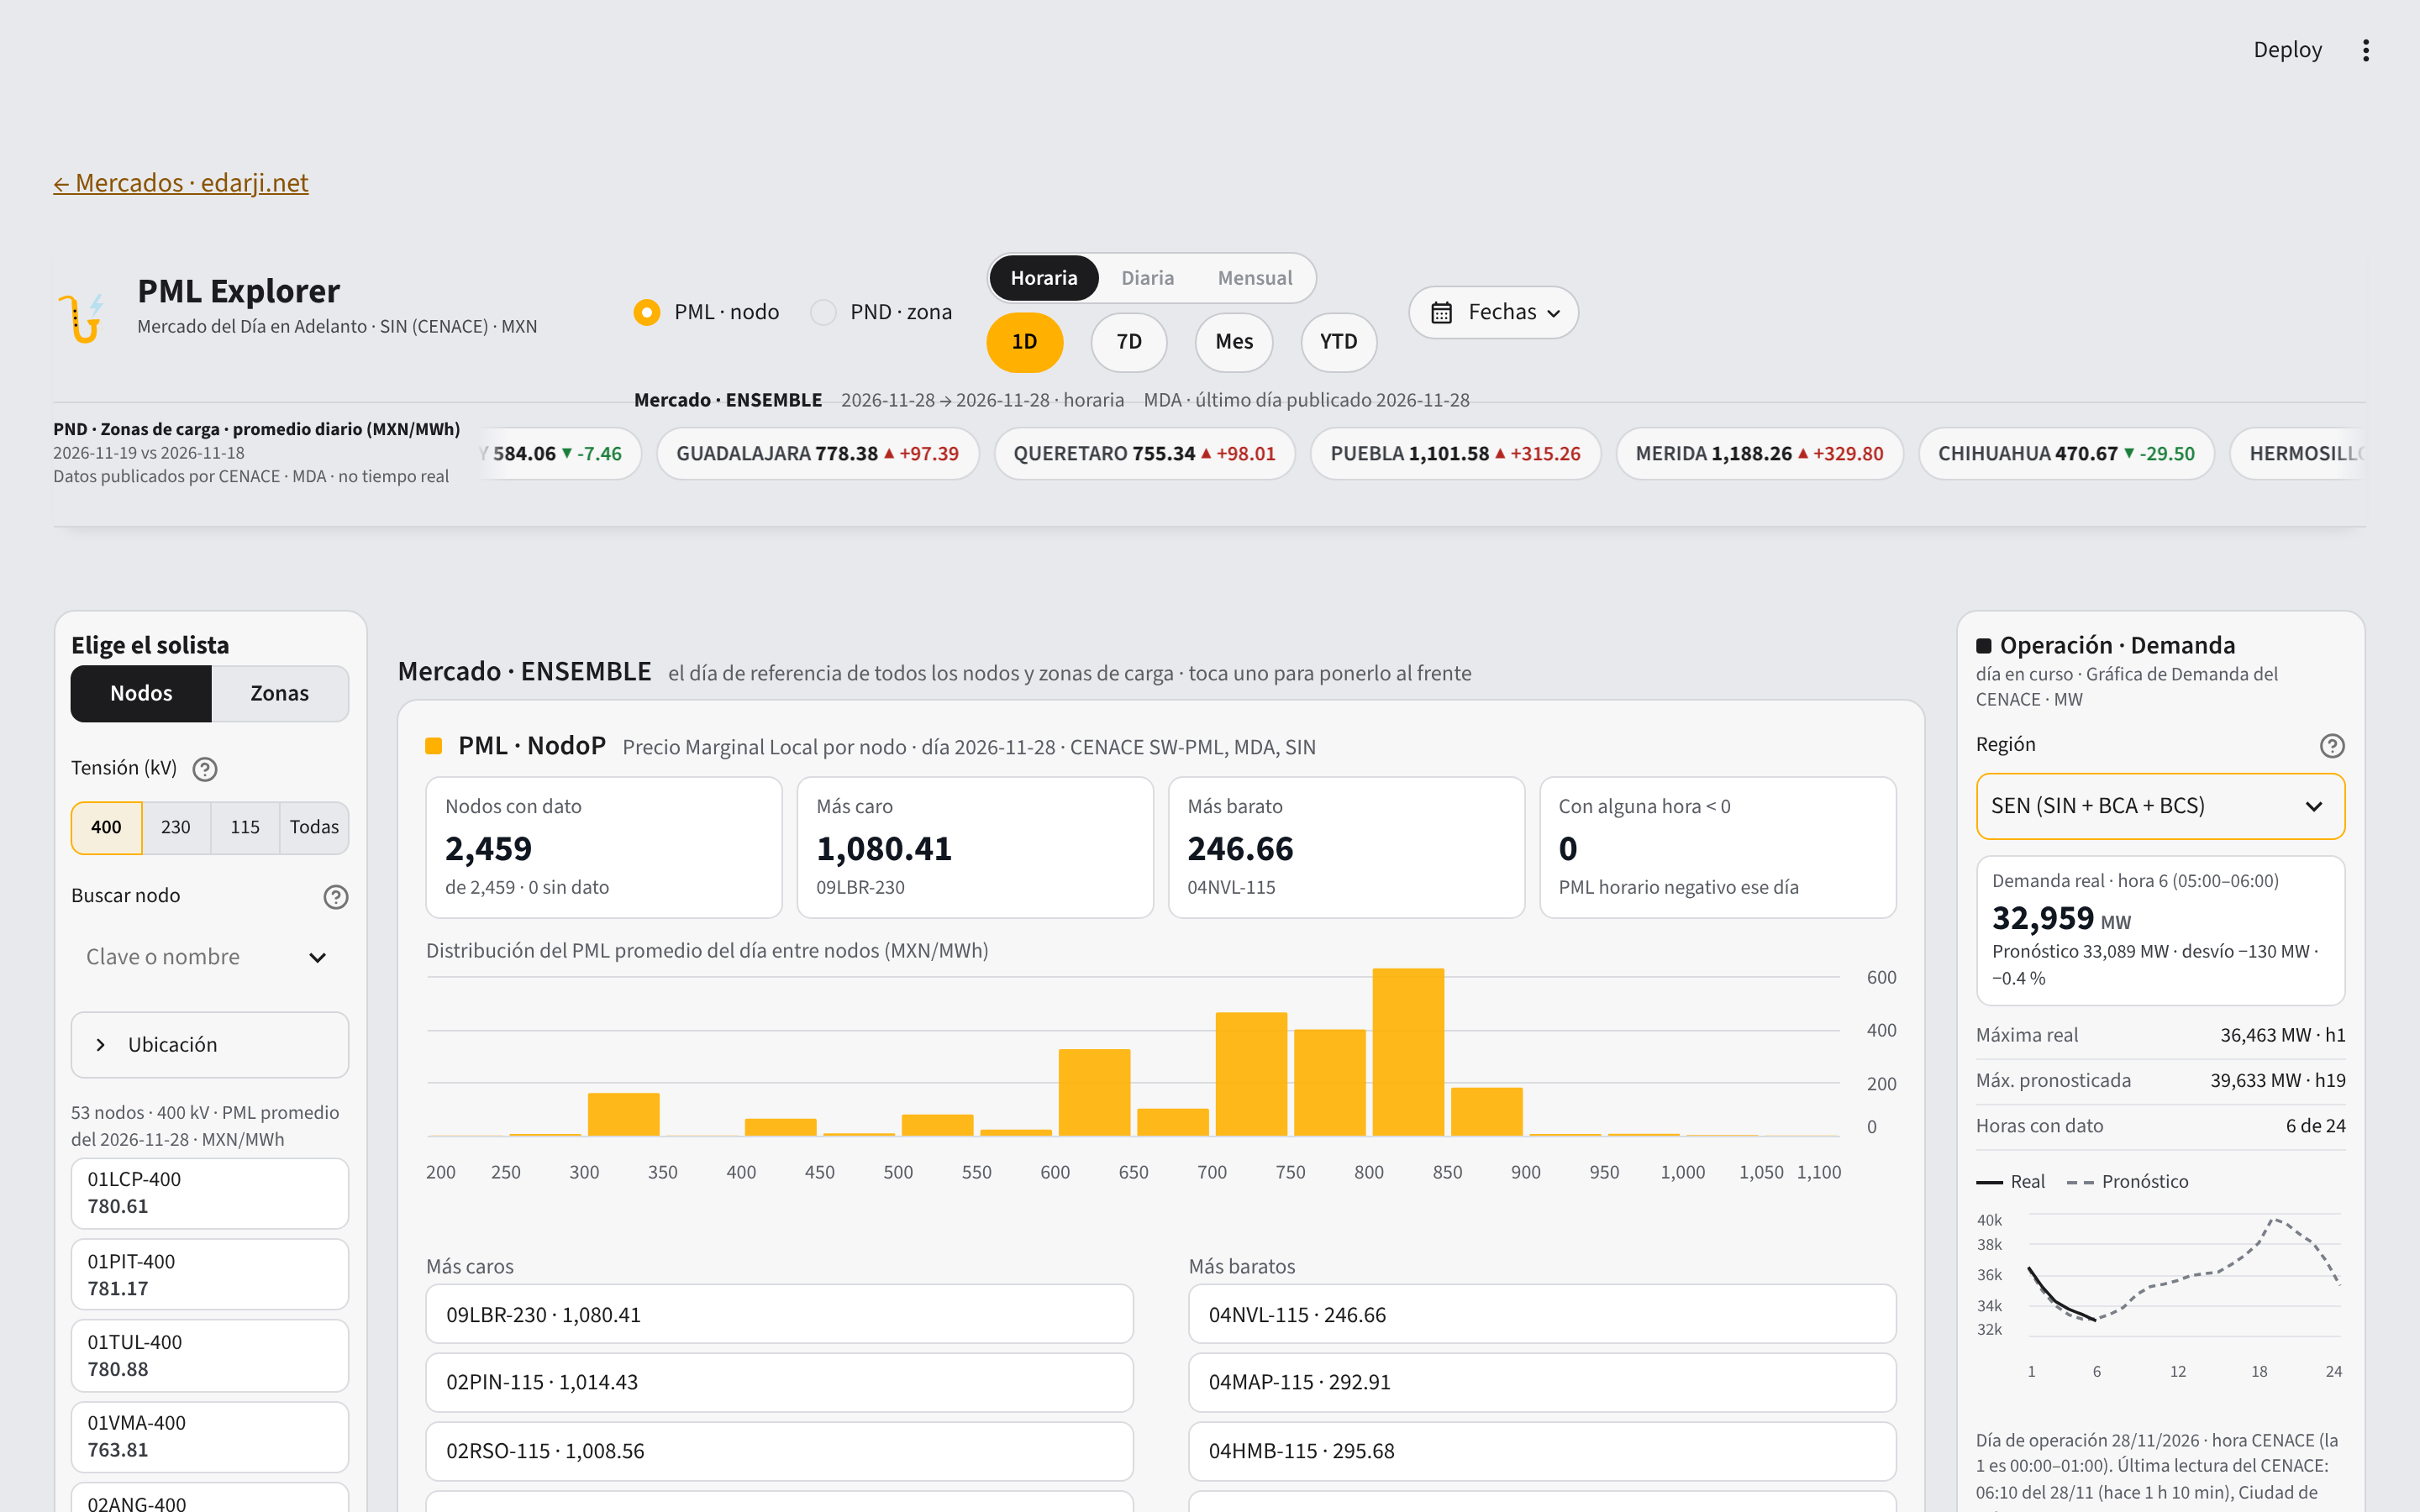 Deploy
← Mercados · edarji.net
PML Explorer
Mercado del Día en Adelanto · SIN (CENACE) · MXN
PML · nodo
PND · zona
Horaria
Diaria
Mensual
1D
7D
Mes
YTD
Fechas
Mercado · ENSEMBLE 2026-11-28 → 2026-11-28 · horaria MDA · último día publicado 2026-11-28
PND · Zonas de carga · promedio diario (MXN/MWh)
2026-11-19 vs 2026-11-18
Datos publicados por CENACE · MDA · no tiempo real
Y 584.06 ▼ -7.46
GUADALAJARA 778.38 ▲ +97.39
QUERETARO 755.34 ▲ +98.01
PUEBLA 1,101.58 ▲ +315.26
MERIDA 1,188.26 ▲ +329.80
CHIHUAHUA 470.67 ▼ -29.50
HERMOSILLO
Elige el solista
Nodos
Zonas
Tensión (kV)
400
230
115
Todas
Buscar nodo
Clave o nombre
Ubicación
53 nodos · 400 kV · PML promedio
del 2026-11-28 · MXN/MWh
01LCP-400
780.61
01PIT-400
781.17
01TUL-400
780.88
01VMA-400
763.81
02ANG-400
Mercado · ENSEMBLE el día de referencia de todos los nodos y zonas de carga · toca uno para ponerlo al frente
PML · NodoP Precio Marginal Local por nodo · día 2026-11-28 · CENACE SW-PML, MDA, SIN
Nodos con dato
2,459
de 2,459 · 0 sin dato
Más caro
1,080.41
09LBR-230
Más barato
246.66
04NVL-115
Con alguna hora < 0
0
PML horario negativo ese día
Distribución del PML promedio del día entre nodos (MXN/MWh)
600
400
200
0
200 250 300 350 400 450 500 550 600 650 700 750 800 850 900 950 1,000 1,050 1,100
Más caros
09LBR-230 · 1,080.41
02PIN-115 · 1,014.43
02RSO-115 · 1,008.56
Más baratos
04NVL-115 · 246.66
04MAP-115 · 292.91
04HMB-115 · 295.68
Operación · Demanda
día en curso · Gráfica de Demanda del
CENACE · MW
Región
SEN (SIN + BCA + BCS)
Demanda real · hora 6 (05:00–06:00)
32,959 MW
Pronóstico 33,089 MW · desvío −130 MW ·
−0.4 %
Máxima real 36,463 MW · h1
Máx. pronosticada 39,633 MW · h19
Horas con dato 6 de 24
Real Pronóstico
40k
38k
36k
34k
32k
1 6 12 18 24
Día de operación 28/11/2026 · hora CENACE (la
1 es 00:00–01:00). Última lectura del CENACE:
06:10 del 28/11 (hace 1 h 10 min), Ciudad de